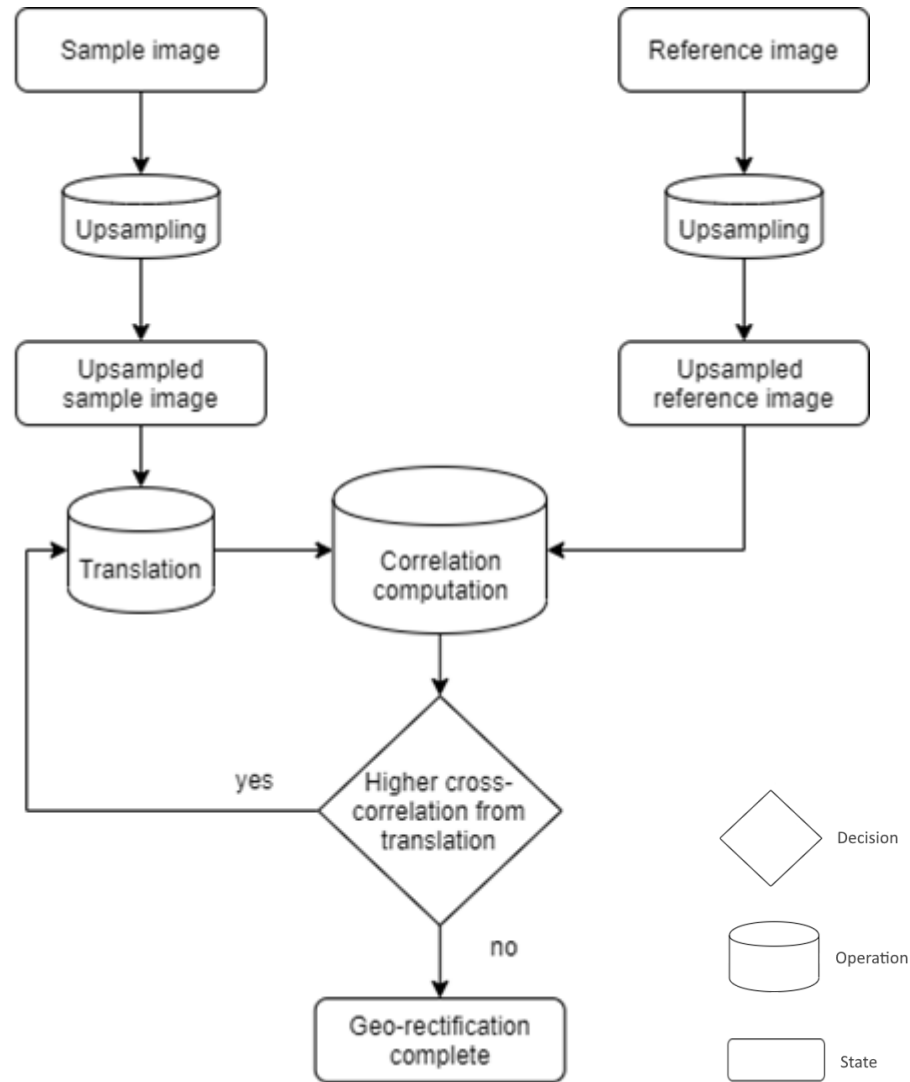 Sample image
Reference image
Upsampling
Upsampling
Upsampled
sample image
Upsampled
reference image
Translation
Correlation
computation
yes
Higher cross-
correlation from
translation
no
Geo-rectification
complete
Decision
Operation
State